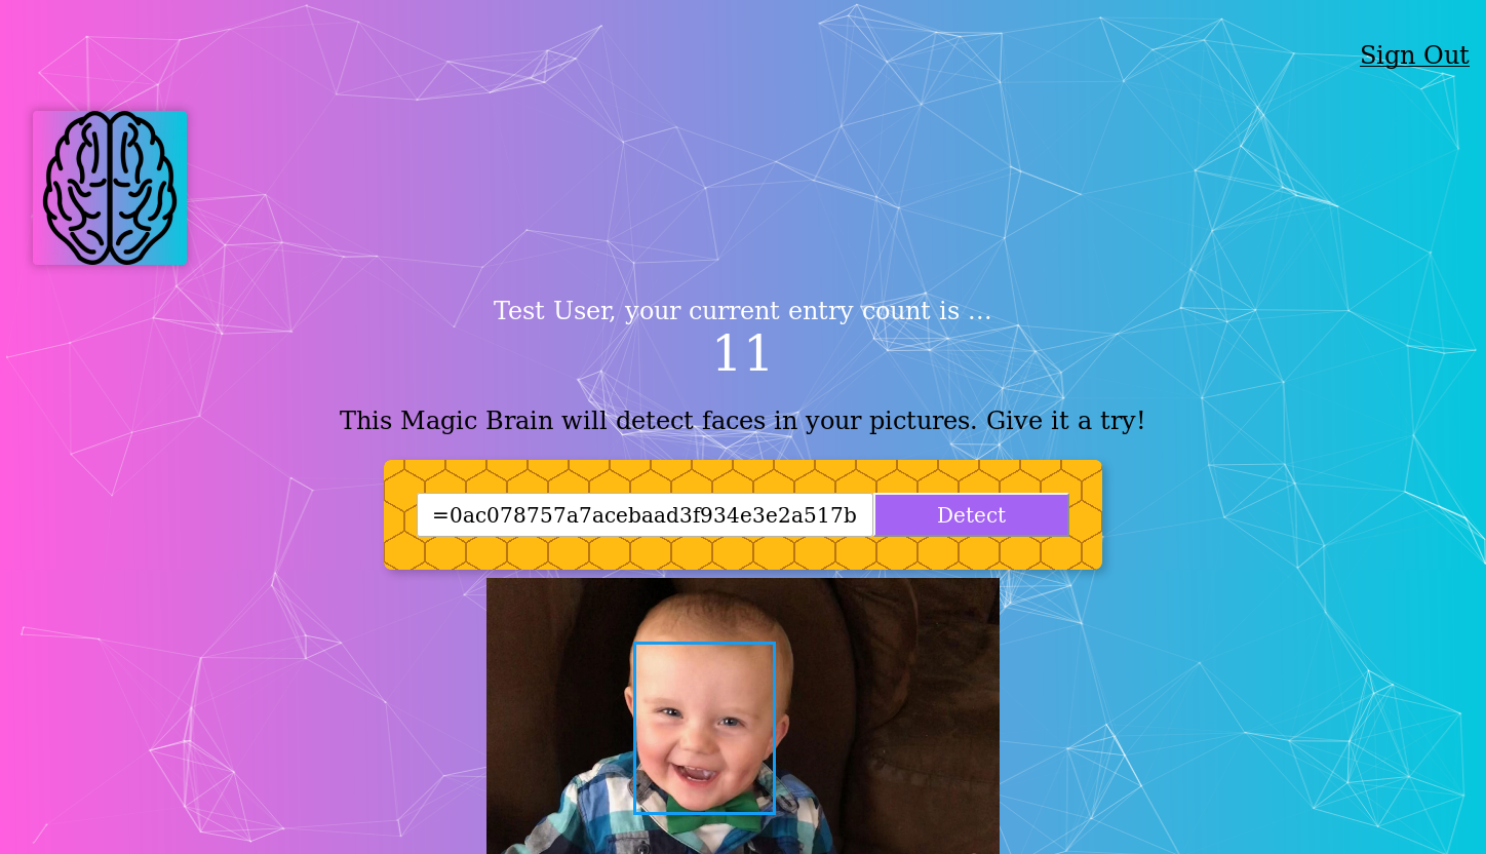 Sign Out
Test User, your current entry count is ...
11
This Magic Brain will detect faces in your pictures. Give it a try!
=0ac078757a7acebaad3f934e3e2a517b
Detect